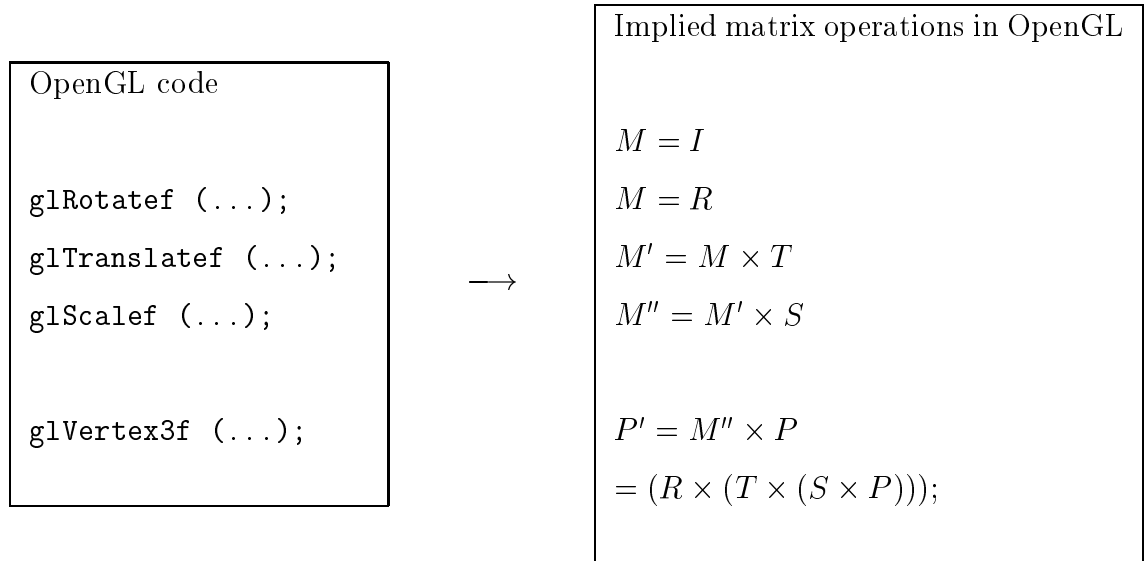 OpenGL code
glRotatef (...);
glTranslatef (...);
glScalef (...);
glVertex3f (...);
⟶
Implied matrix operations in OpenGL
M = I
M = R
M′ = M × T
M″ = M′ × S
P′ = M″ × P
= (R × (T × (S × P)));